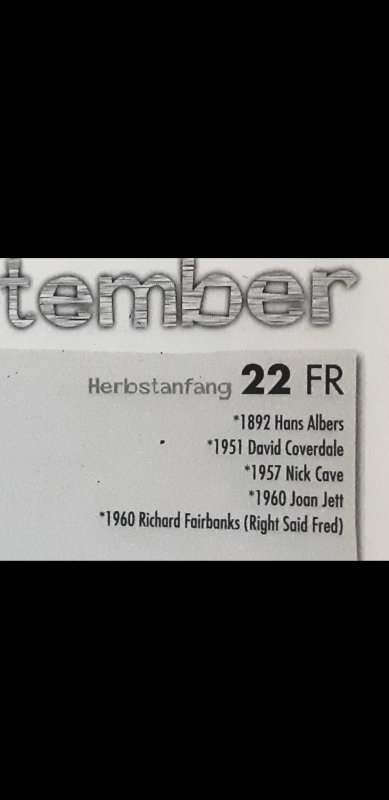 tember
Herbstanfang 22 FR
*1892 Hans Albers
*1951 David Coverdale
*1957 Nick Cave
*1960 Joan Jett
*1960 Richard Fairbanks (Right Said Fred)